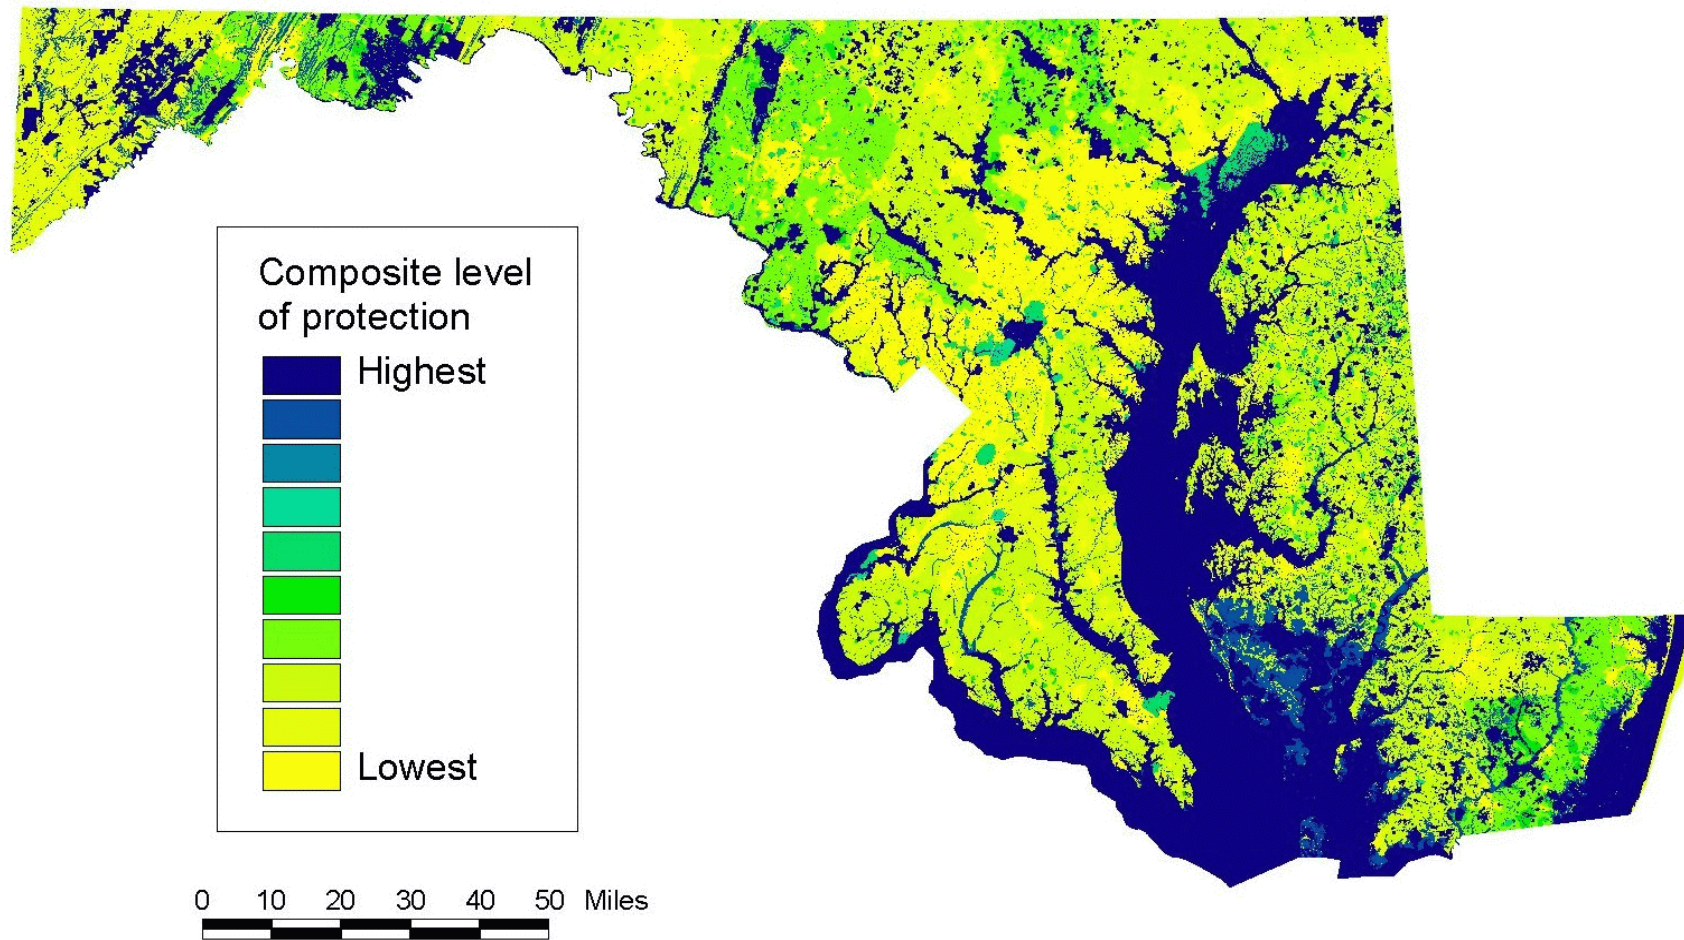 Composite level
of protection
Highest
Lowest
0 10 20 30 40 50 Miles